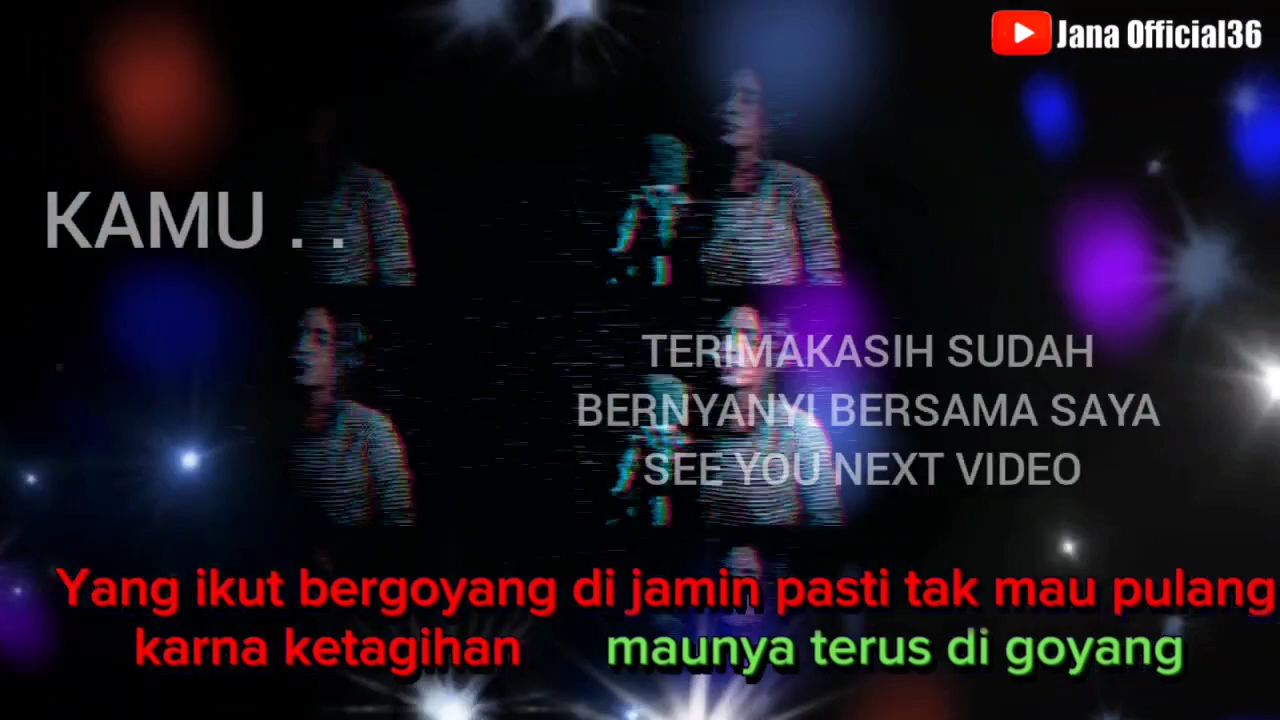 Jana Official36
KAMU . .
TERIMAKASIH SUDAH
BERNYANYI BERSAMA SAYA
SEE YOU NEXT VIDEO
Yang ikut bergoyang di jamin pasti tak mau pulang
karna ketagihan maunya terus di goyang